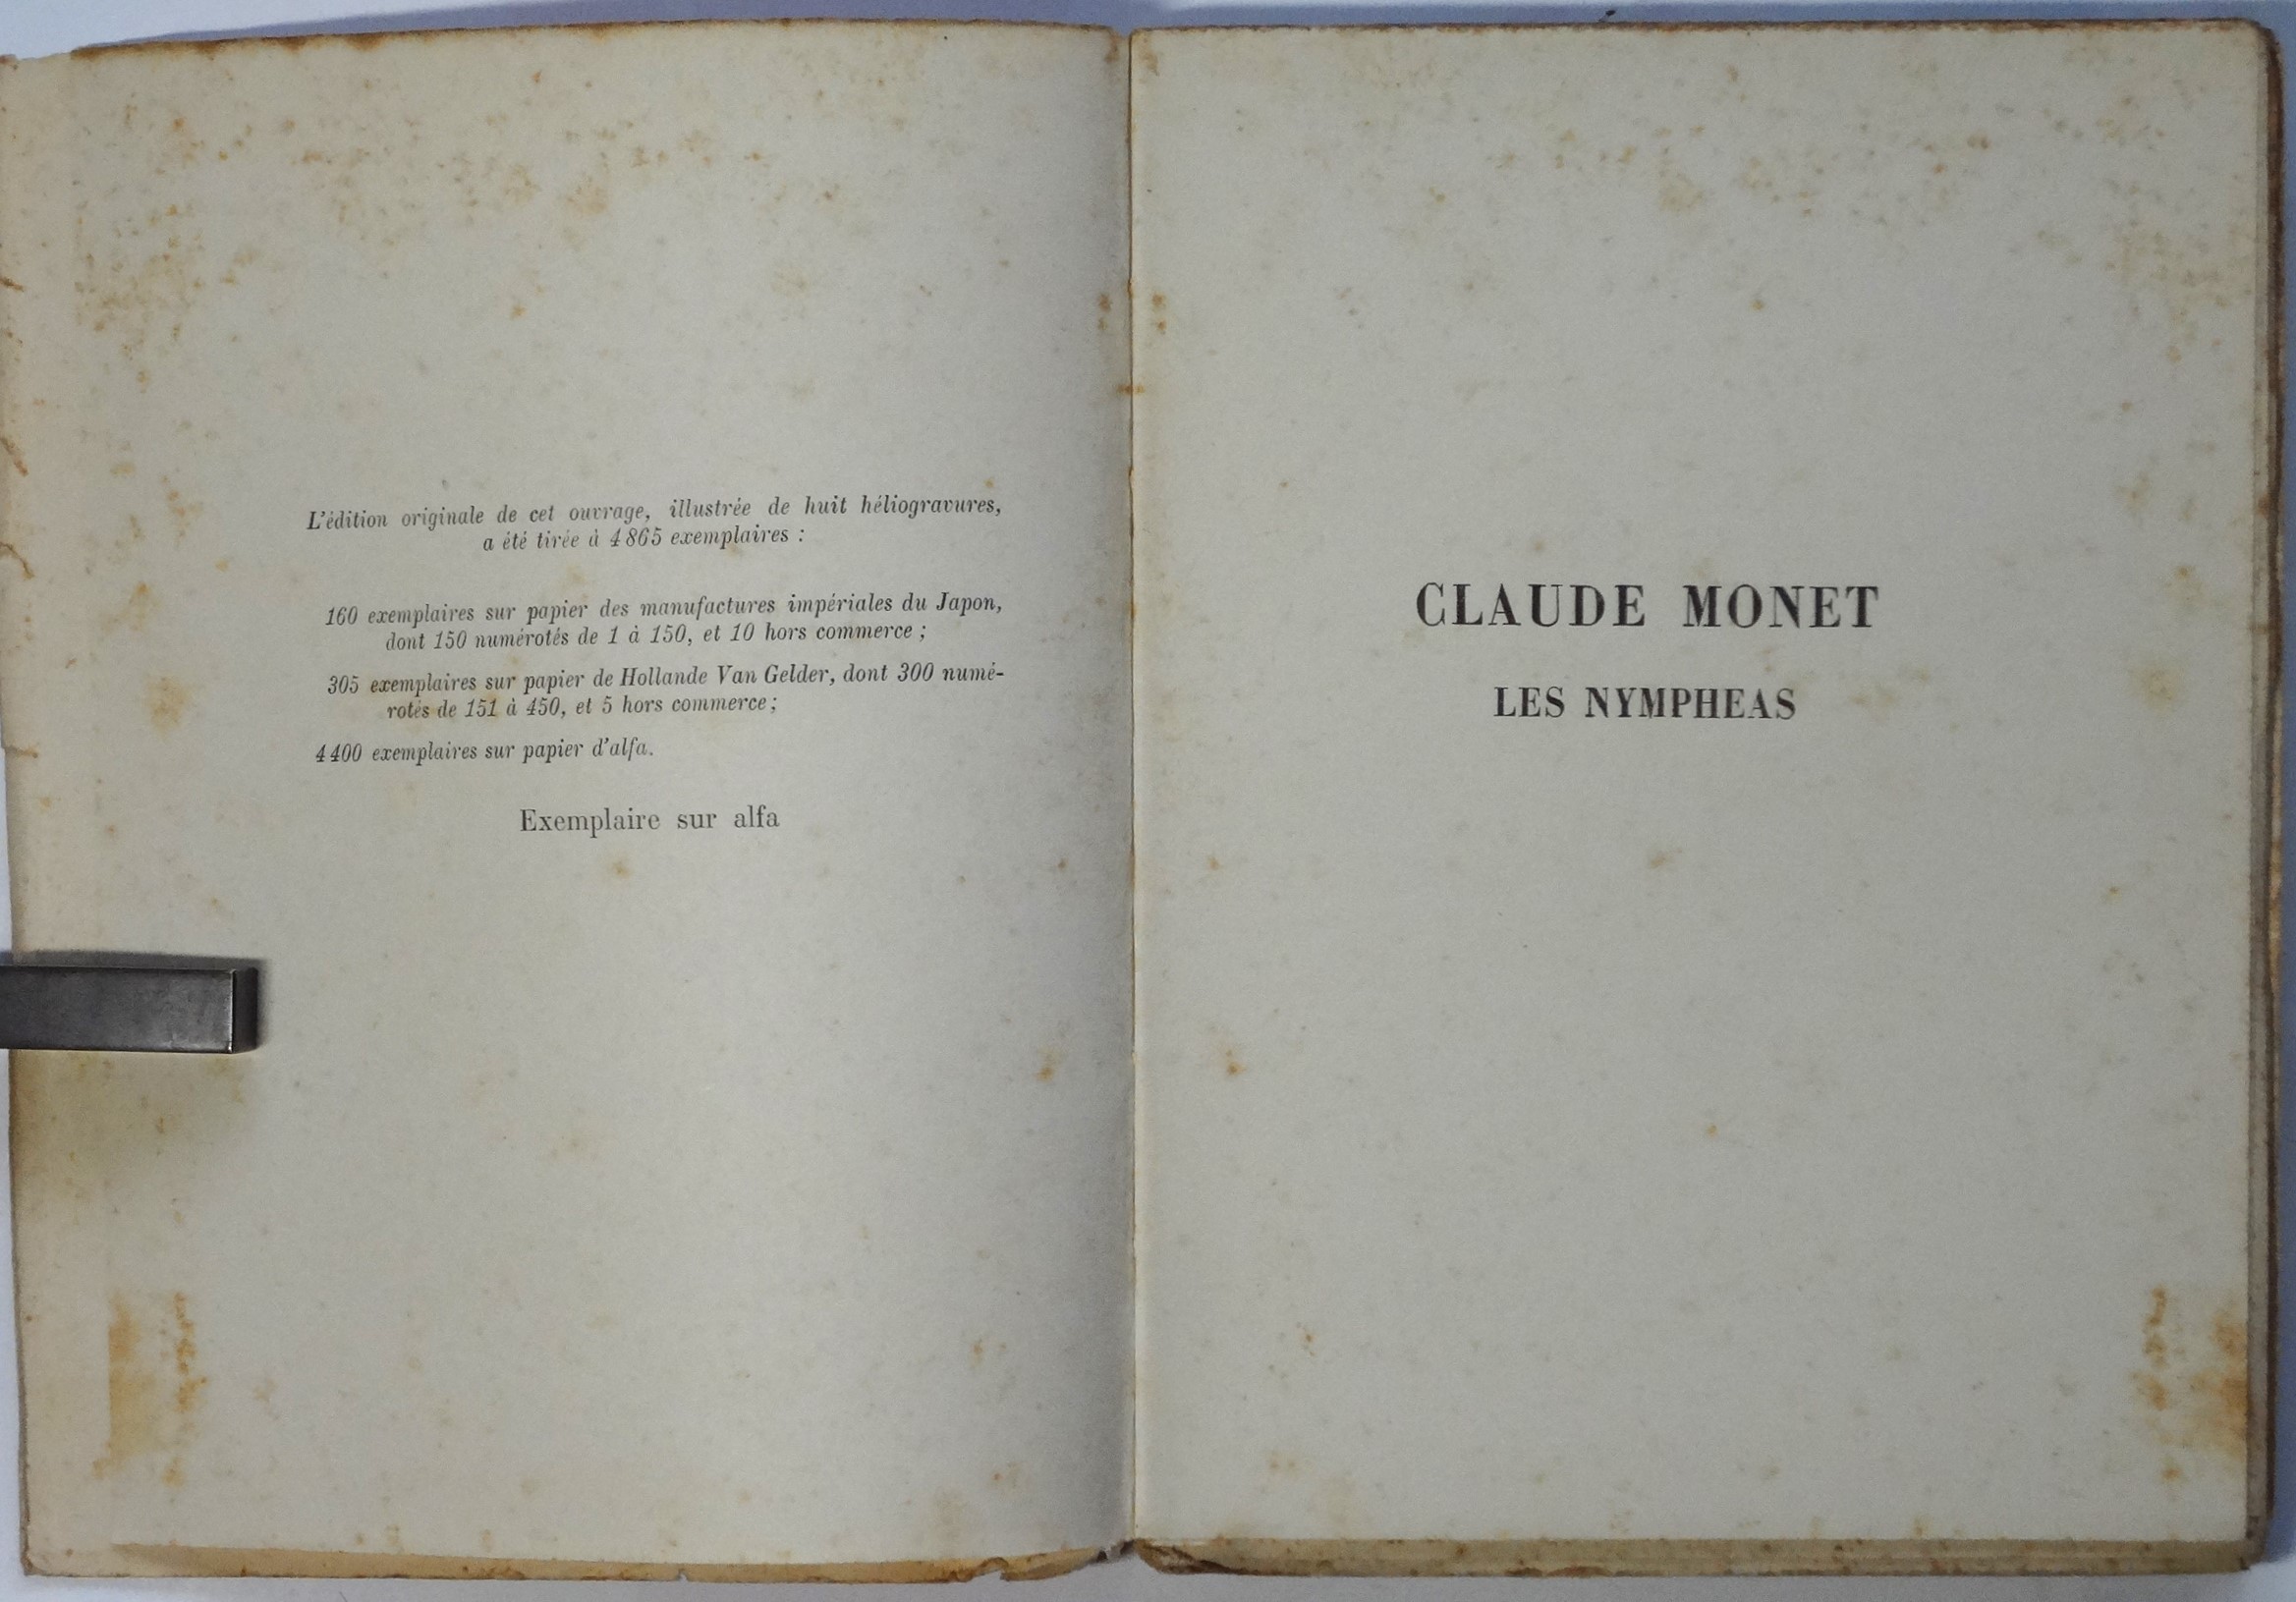 L'édition originale de cet ouvrage, illustrée de huit héliogravures,
a été tirée à 4 865 exemplaires :
160 exemplaires sur papier des manufactures impériales du Japon,
dont 150 numérotés de 1 à 150, et 10 hors commerce ;
305 exemplaires sur papier de Hollande Van Gelder, dont 300 numé-
rotés de 151 à 450, et 5 hors commerce ;
4 400 exemplaires sur papier d'alfa.
Exemplaire sur alfa
CLAUDE MONET
LES NYMPHEAS